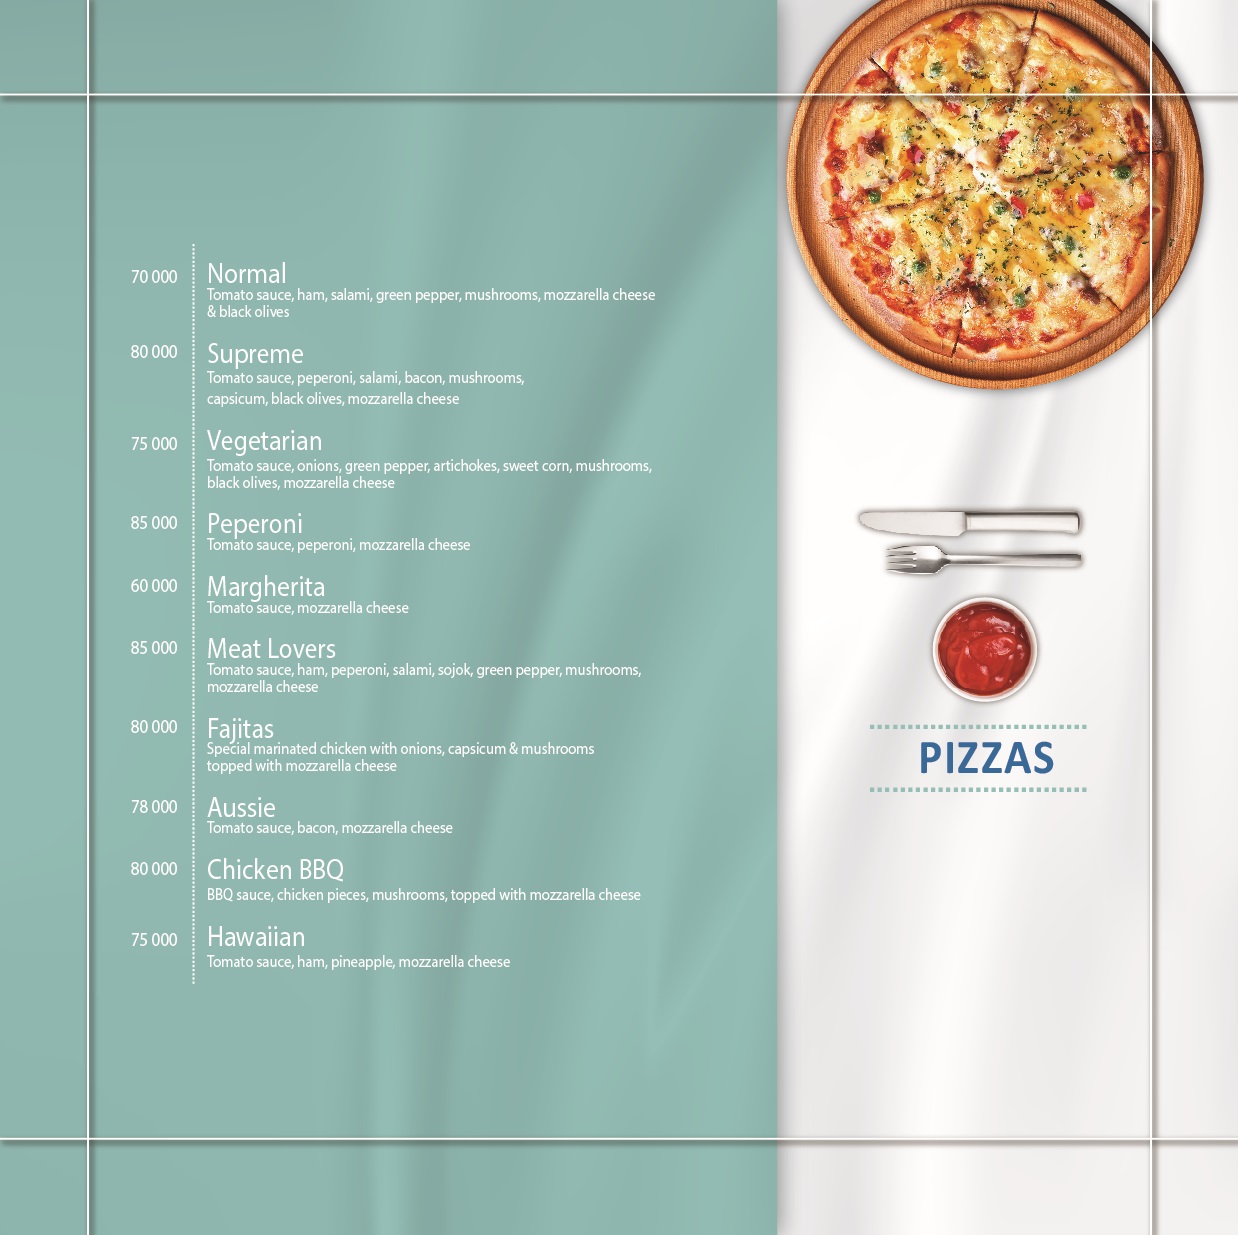 70 000 Normal
Tomato sauce, ham, salami, green pepper, mushrooms, mozzarella cheese
& black olives
80 000 Supreme
Tomato sauce, peperoni, salami, bacon, mushrooms,
capsicum, black olives, mozzarella cheese
75 000 Vegetarian
Tomato sauce, onions, green pepper, artichokes, sweet corn, mushrooms,
black olives, mozzarella cheese
85 000 Peperoni
Tomato sauce, peperoni, mozzarella cheese
60 000 Margherita
Tomato sauce, mozzarella cheese
85 000 Meat Lovers
Tomato sauce, ham, peperoni, salami, sojok, green pepper, mushrooms,
mozzarella cheese
80 000 Fajitas
Special marinated chicken with onions, capsicum & mushrooms
topped with mozzarella cheese
78 000 Aussie
Tomato sauce, bacon, mozzarella cheese
80 000 Chicken BBQ
BBQ sauce, chicken pieces, mushrooms, topped with mozzarella cheese
75 000 Hawaiian
Tomato sauce, ham, pineapple, mozzarella cheese
PIZZAS